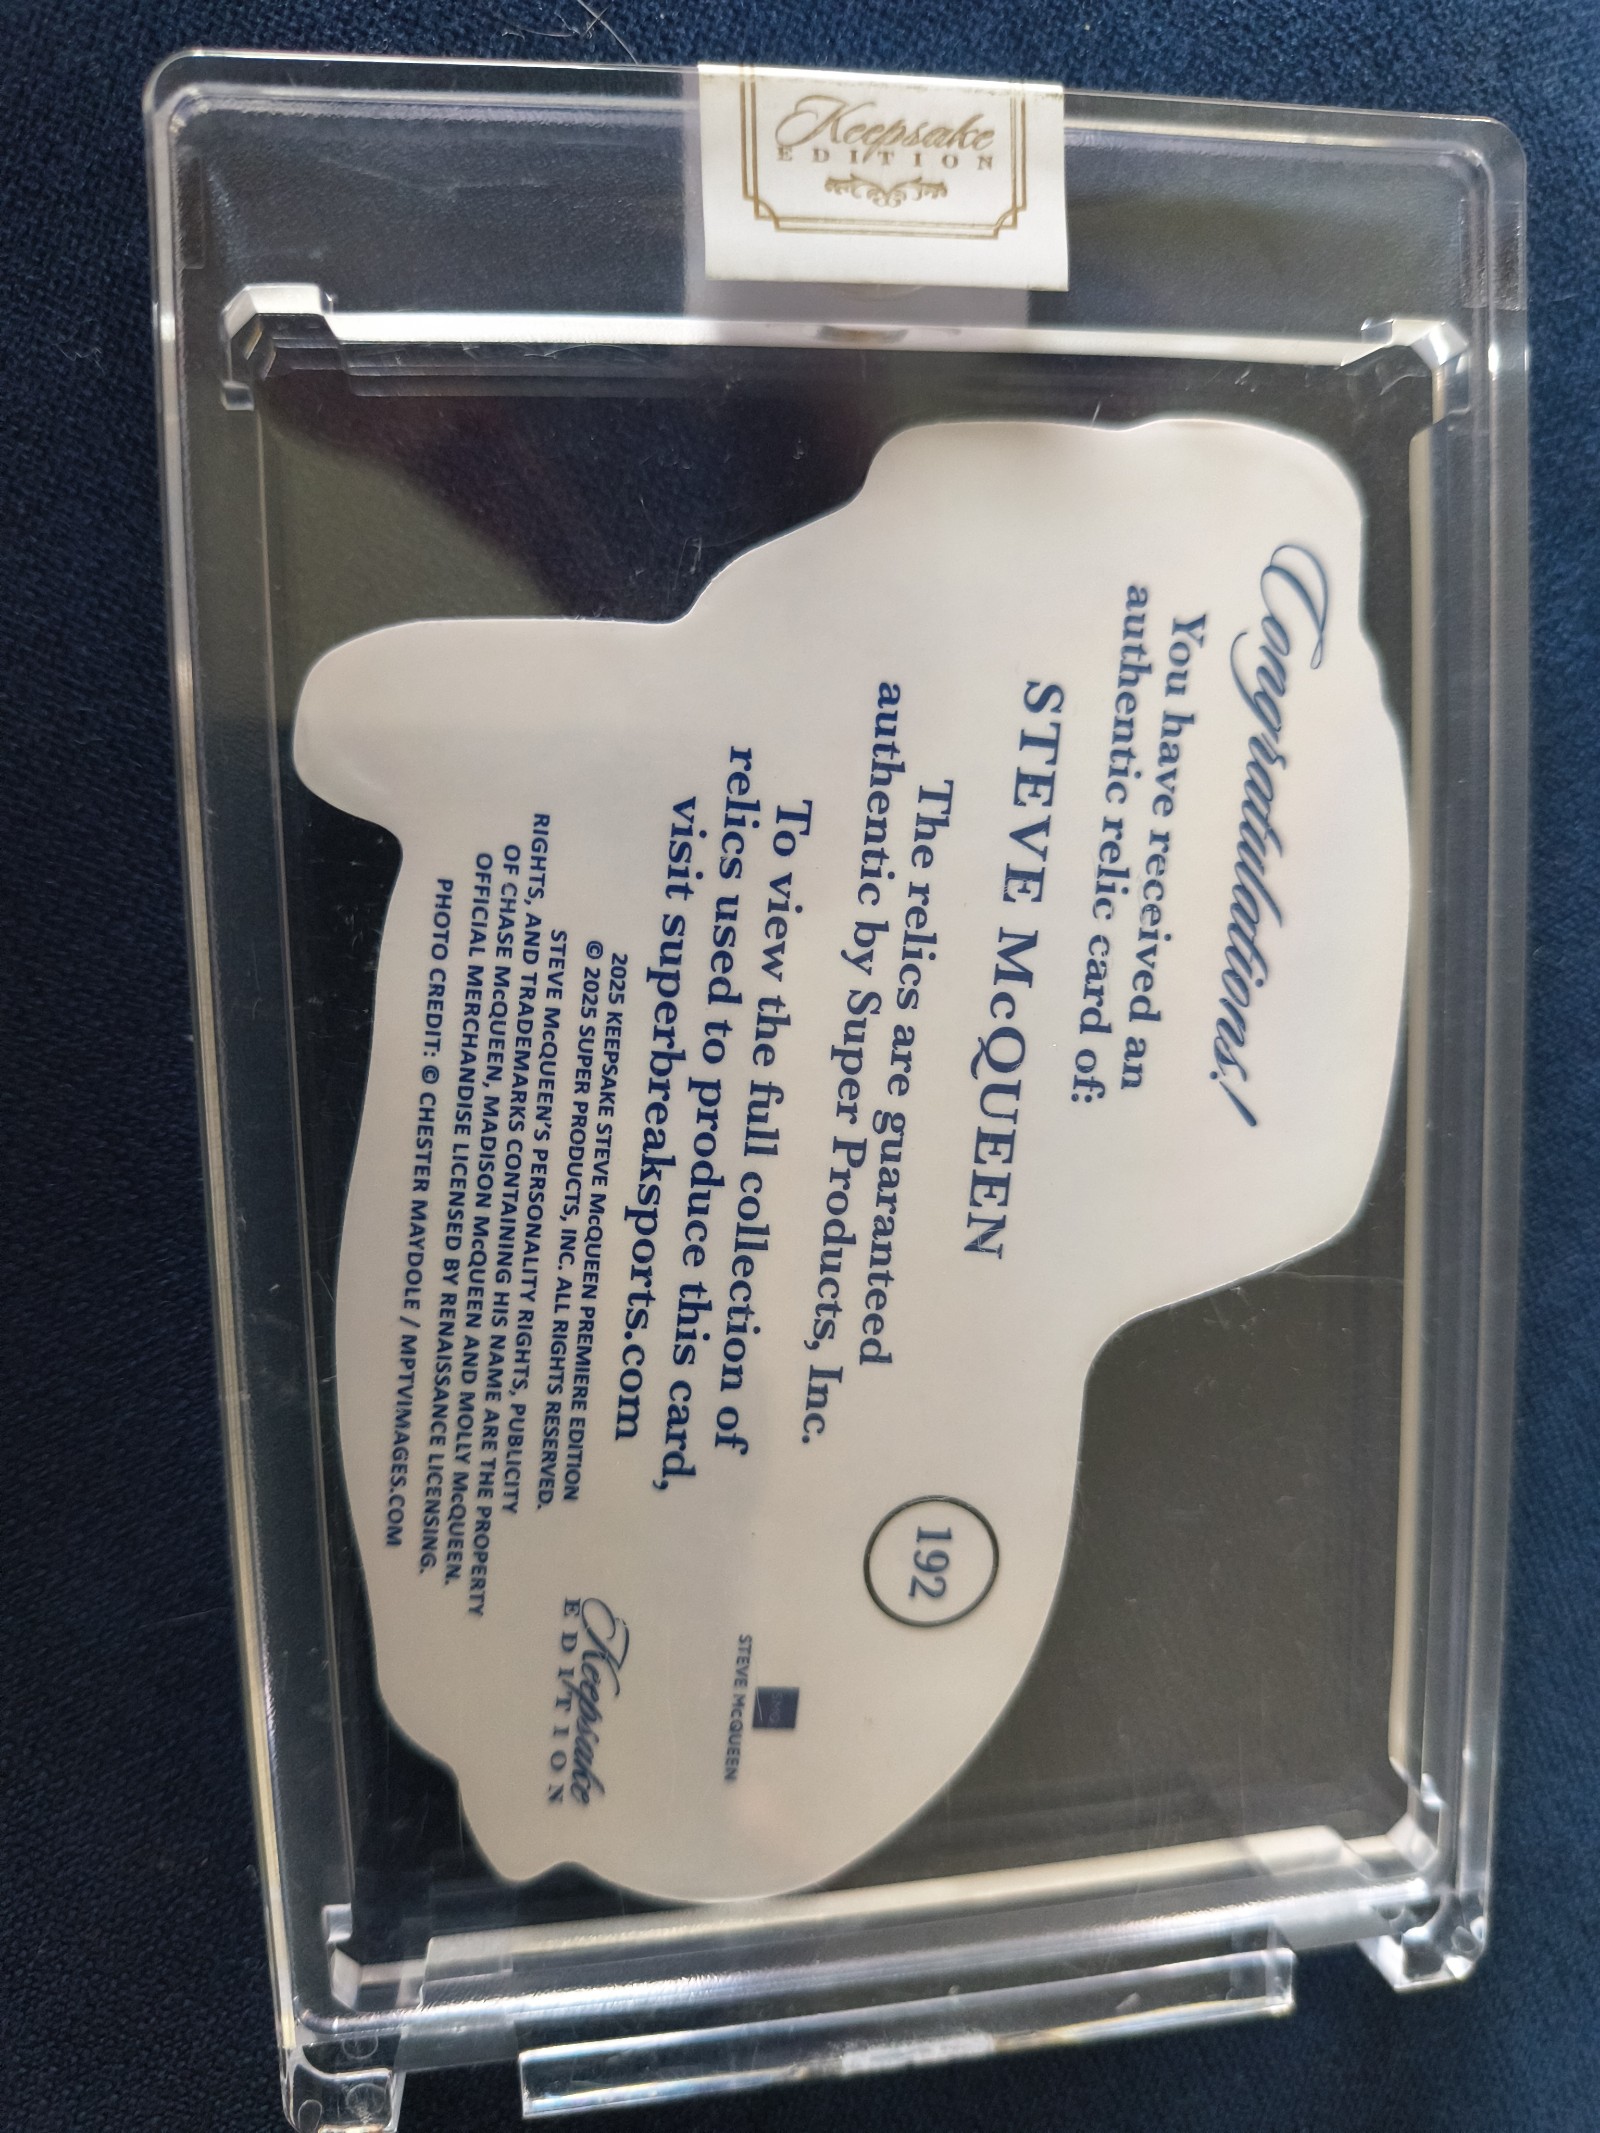 Keepsake
EDITION
Congratulations!
You have received an
authentic relic card of:
STEVE McQUEEN
The relics are guaranteed
authentic by Super Products, Inc.
To view the full collection of
relics used to produce this card,
visit superbreaksports.com
2025 KEEPSAKE STEVE McQUEEN PREMIERE EDITION
© 2025 SUPER PRODUCTS, INC. ALL RIGHTS RESERVED.
STEVE McQUEEN'S PERSONALITY RIGHTS, PUBLICITY
RIGHTS, AND TRADEMARKS CONTAINING HIS NAME ARE THE PROPERTY
OF CHASE McQUEEN, MADISON McQUEEN AND MOLLY McQUEEN.
OFFICIAL MERCHANDISE LICENSED BY RENAISSANCE LICENSING.
PHOTO CREDIT: © CHESTER MAYDOLE / MPTVIMAGES.COM
192
STEVE McQUEEN
Keepsake
EDITION